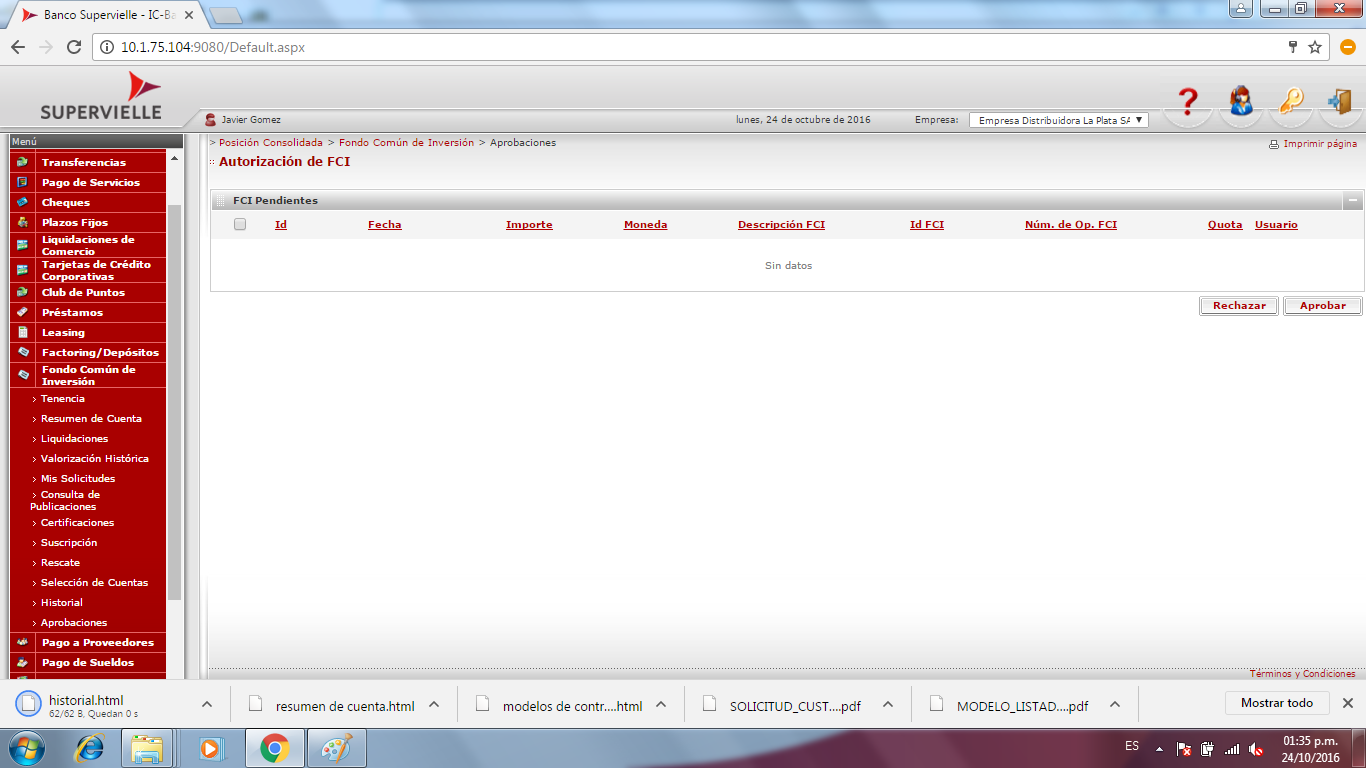 Banco Supervielle - IC-Ba
10.1.75.104:9080/Default.aspx
SUPERVIELLE
Javier Gomez
lunes, 24 de octubre de 2016
Empresa:
Empresa Distribuidora La Plata SA
Menú
Transferencias
Pago de Servicios
Cheques
Plazos Fijos
Liquidaciones de
Comercio
Tarjetas de Crédito
Corporativas
Club de Puntos
Préstamos
Leasing
Factoring/Depósitos
Fondo Común de
Inversión
> Tenencia
> Resumen de Cuenta
> Liquidaciones
> Valorización Histórica
> Mis Solicitudes
> Consulta de
Publicaciones
> Certificaciones
> Suscripción
> Rescate
> Selección de Cuentas
> Historial
> Aprobaciones
Pago a Proveedores
Pago de Sueldos
> Posición Consolidada > Fondo Común de Inversión > Aprobaciones
Imprimir página
Autorización de FCI
FCI Pendientes
Id Fecha Importe Moneda Descripción FCI Id FCI Núm. de Op. FCI Quota Usuario
Sin datos
Rechazar Aprobar
Términos y Condiciones
historial.html
62/62 B, Quedan 0 s
resumen de cuenta.html
modelos de contr....html
SOLICITUD_CUST....pdf
MODELO_LISTAD....pdf
Mostrar todo
ES
01:35 p.m.
24/10/2016